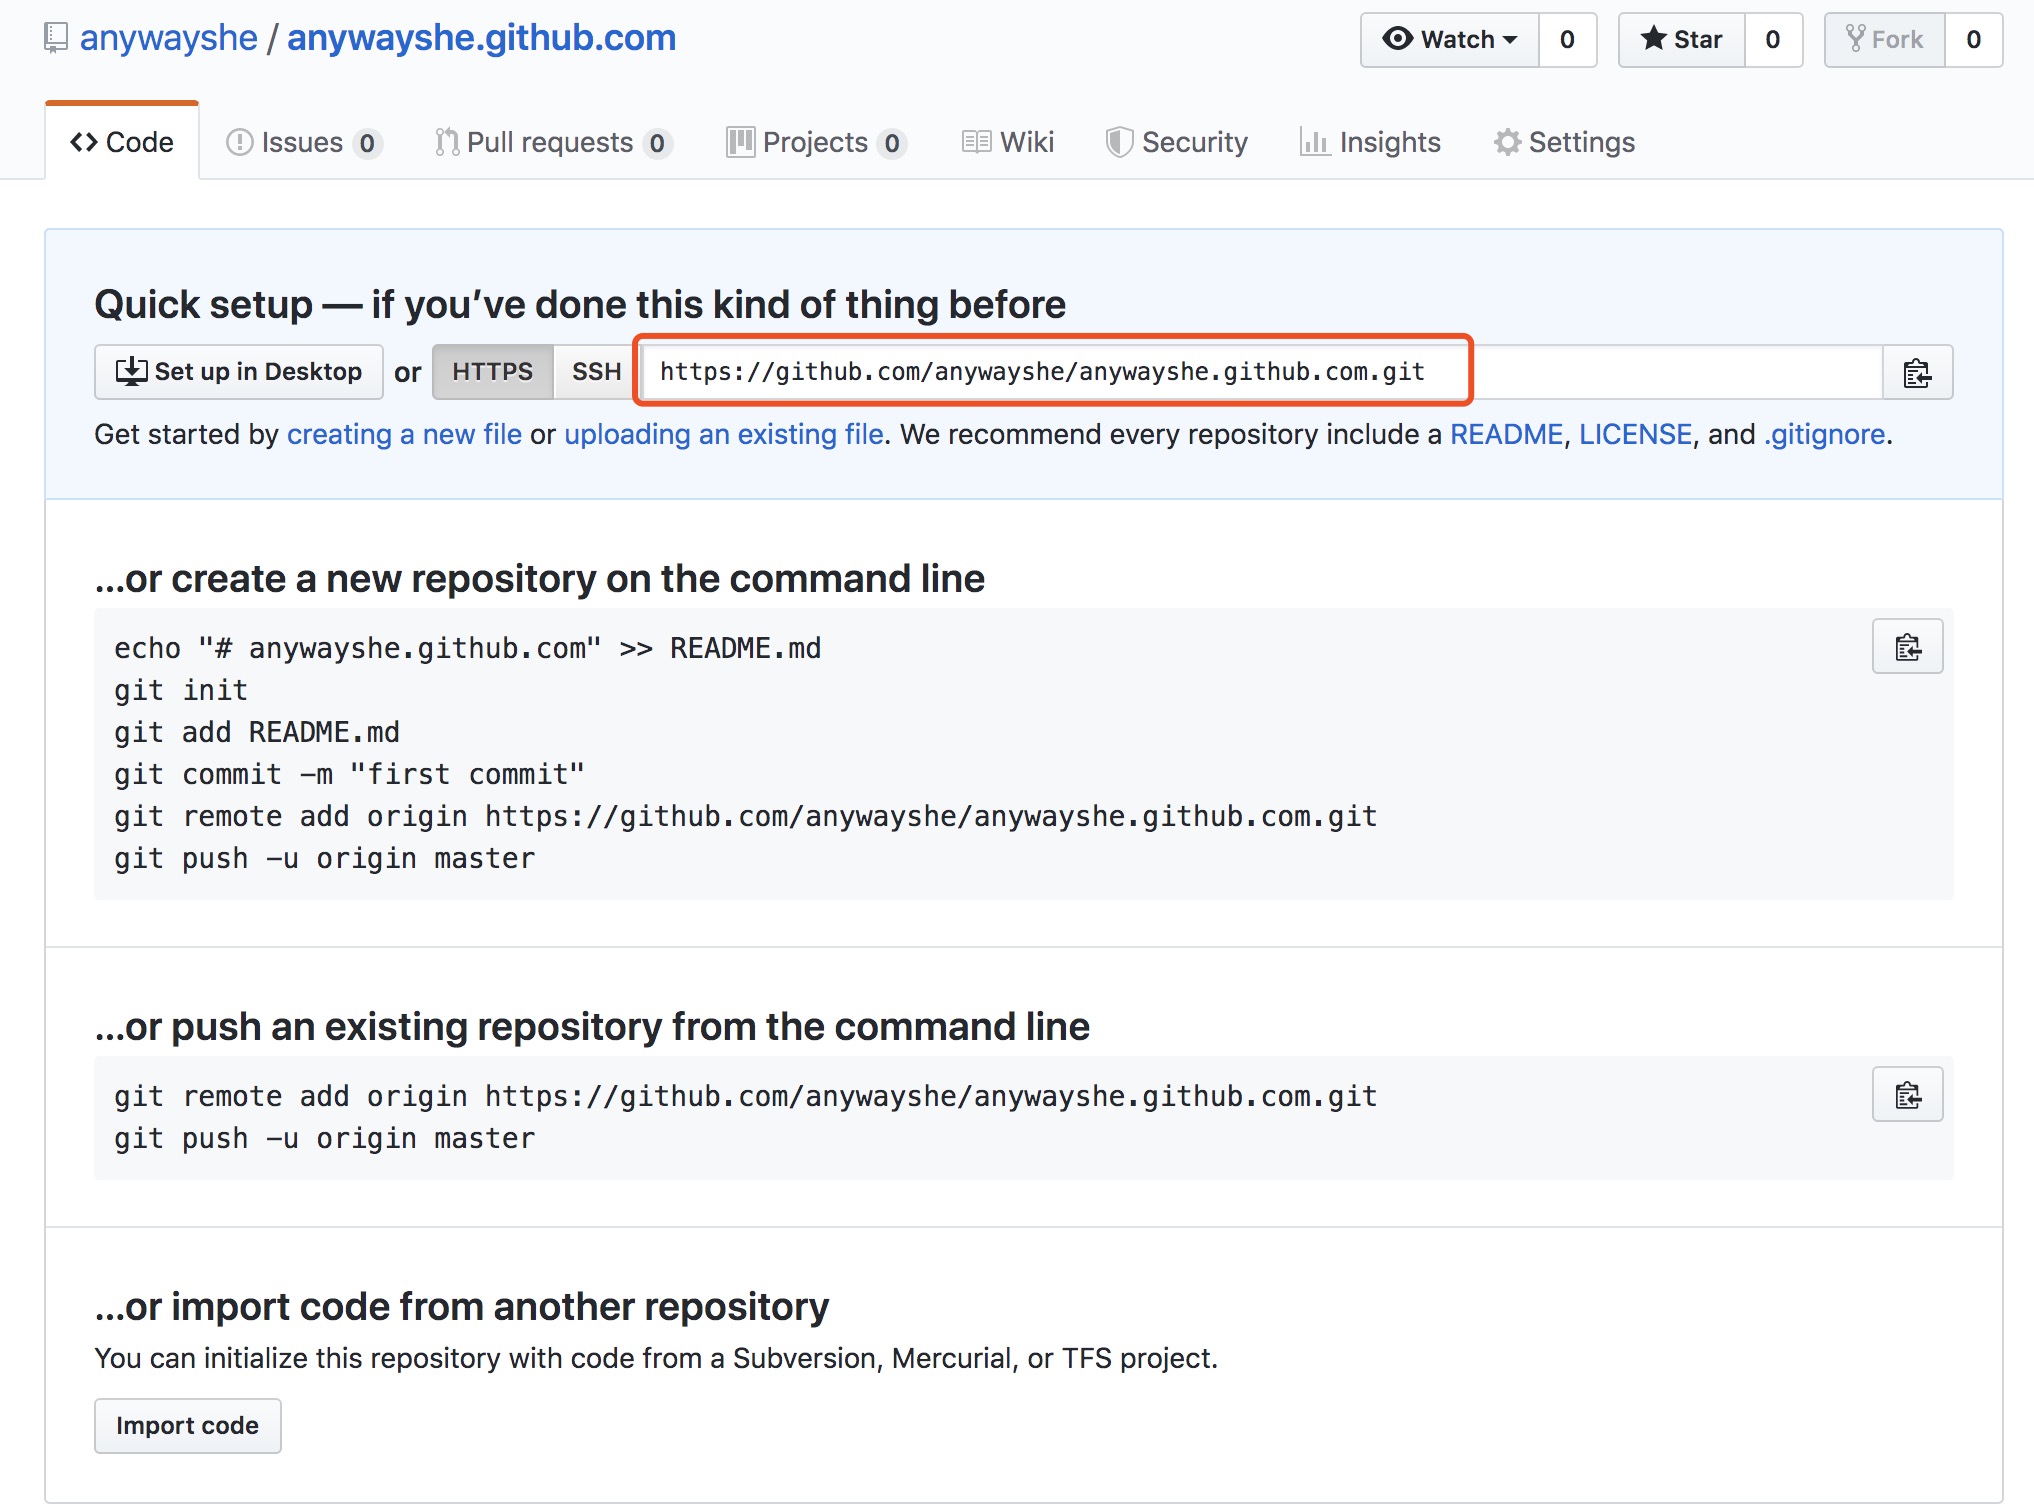 anywayshe / anywayshe.github.com
Watch 0 Star 0 Fork 0
Code Issues 0 Pull requests 0 Projects 0 Wiki Security Insights Settings
Quick setup — if you’ve done this kind of thing before
Set up in Desktop or HTTPS SSH https://github.com/anywayshe/anywayshe.github.com.git
Get started by creating a new file or uploading an existing file. We recommend every repository include a README, LICENSE, and .gitignore.
…or create a new repository on the command line
echo "# anywayshe.github.com" >> README.md
git init
git add README.md
git commit -m "first commit"
git remote add origin https://github.com/anywayshe/anywayshe.github.com.git
git push -u origin master
…or push an existing repository from the command line
git remote add origin https://github.com/anywayshe/anywayshe.github.com.git
git push -u origin master
…or import code from another repository
You can initialize this repository with code from a Subversion, Mercurial, or TFS project.
Import code